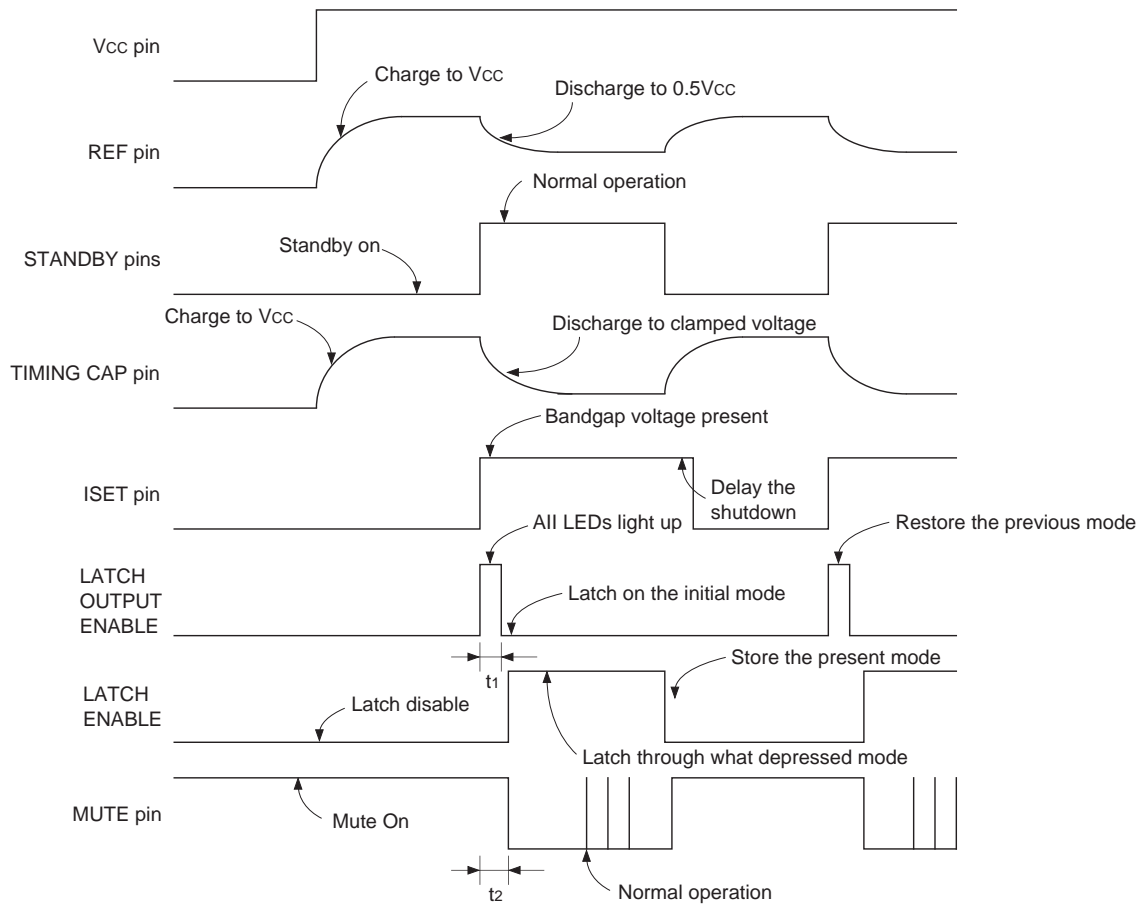 Vcc pin
Charge to Vcc
Discharge to 0.5Vcc
REF pin
Normal operation
Standby on
STANDBY pins
Charge to Vcc
Discharge to clamped voltage
TIMING CAP pin
Bandgap voltage present
ISET pin
Delay the
shutdown
All LEDs light up
Restore the previous mode
LATCH
OUTPUT
ENABLE
Latch on the initial mode
t1
Store the present mode
LATCH
ENABLE
Latch disable
Latch through what depressed mode
MUTE pin
Mute On
t2
Normal operation